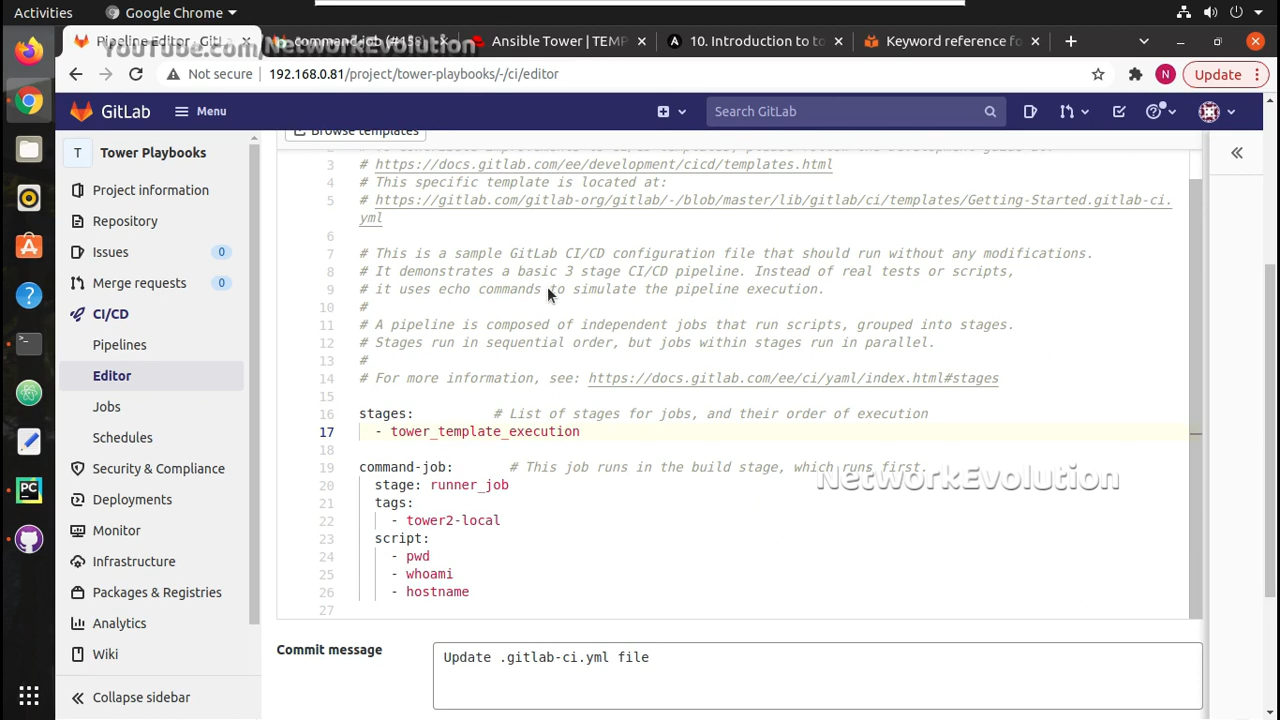 Activities
Google Chrome
Pipeline Editor · GitLa
command-job (#159)
Ansible Tower | TEMP
10. Introduction to to
Keyword reference fo
YouTube.com/NetworkEvolution
Not secure
192.168.0.81/project/tower-playbooks/-/ci/editor
N
Update
GitLab
Menu
Search GitLab
T
Tower Playbooks
Project information
Repository
Issues
0
Merge requests
0
CI/CD
Pipelines
Editor
Jobs
Schedules
Security & Compliance
Deployments
Monitor
Infrastructure
Packages & Registries
Analytics
Wiki
Collapse sidebar
Browse templates
3 # https://docs.gitlab.com/ee/development/cicd/templates.html
4 # This specific template is located at:
5 # https://gitlab.com/gitlab-org/gitlab/-/blob/master/lib/gitlab/ci/templates/Getting-Started.gitlab-ci.
yml
6
7 # This is a sample GitLab CI/CD configuration file that should run without any modifications.
8 # It demonstrates a basic 3 stage CI/CD pipeline. Instead of real tests or scripts,
9 # it uses echo commands to simulate the pipeline execution.
10 #
11 # A pipeline is composed of independent jobs that run scripts, grouped into stages.
12 # Stages run in sequential order, but jobs within stages run in parallel.
13 #
14 # For more information, see: https://docs.gitlab.com/ee/ci/yaml/index.html#stages
15
16 stages: # List of stages for jobs, and their order of execution
17 - tower_template_execution
18
19 command-job: # This job runs in the build stage, which runs first.
20 stage: runner_job
21 tags:
22 - tower2-local
23 script:
24 - pwd
25 - whoami
26 - hostname
27
NetworkEvolution
Commit message
Update .gitlab-ci.yml file